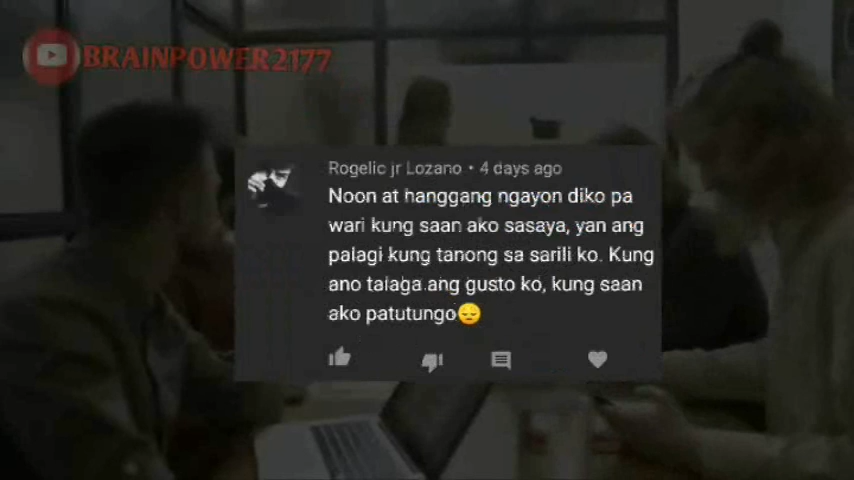 BRAINPOWER2177
Rogelic jr Lozano • 4 days ago
Noon at hanggang ngayon diko pa
wari kung saan ako sasaya, yan ang
palagi kung tanong sa sarili ko. Kung
ano talaga ang gusto ko, kung saan
ako patutungo😔